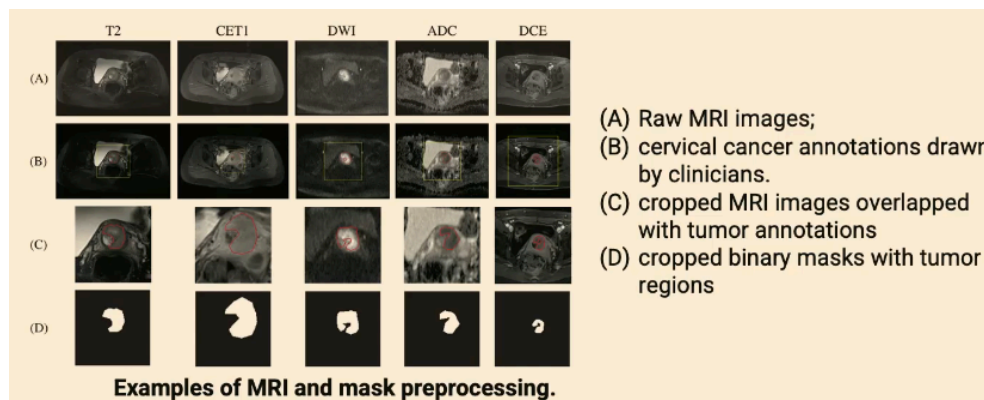 T2 CET1 DWI ADC DCE
(A)
(B)
(C)
(D)
Examples of MRI and mask preprocessing.
(A) Raw MRI images;
(B) cervical cancer annotations drawn
by clinicians.
(C) cropped MRI images overlapped
with tumor annotations
(D) cropped binary masks with tumor
regions